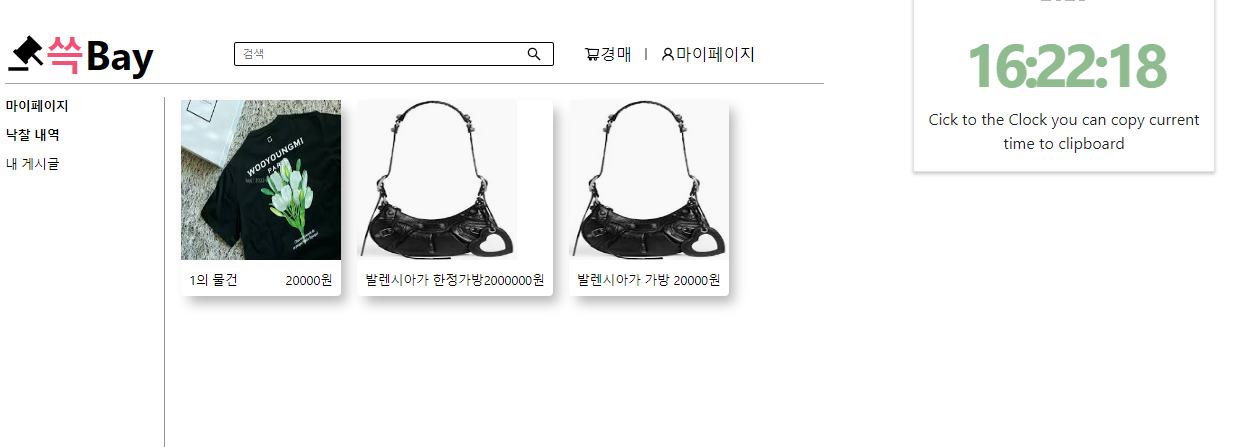 쓱Bay
검색
경매 | 마이페이지
16:22:18
Cick to the Clock you can copy current
time to clipboard
마이페이지
낙찰 내역
내 게시글
WOOYOUNGMI
PARIS
1의 물건 20000원
발렌시아가 한정가방2000000원
발렌시아가 가방 20000원